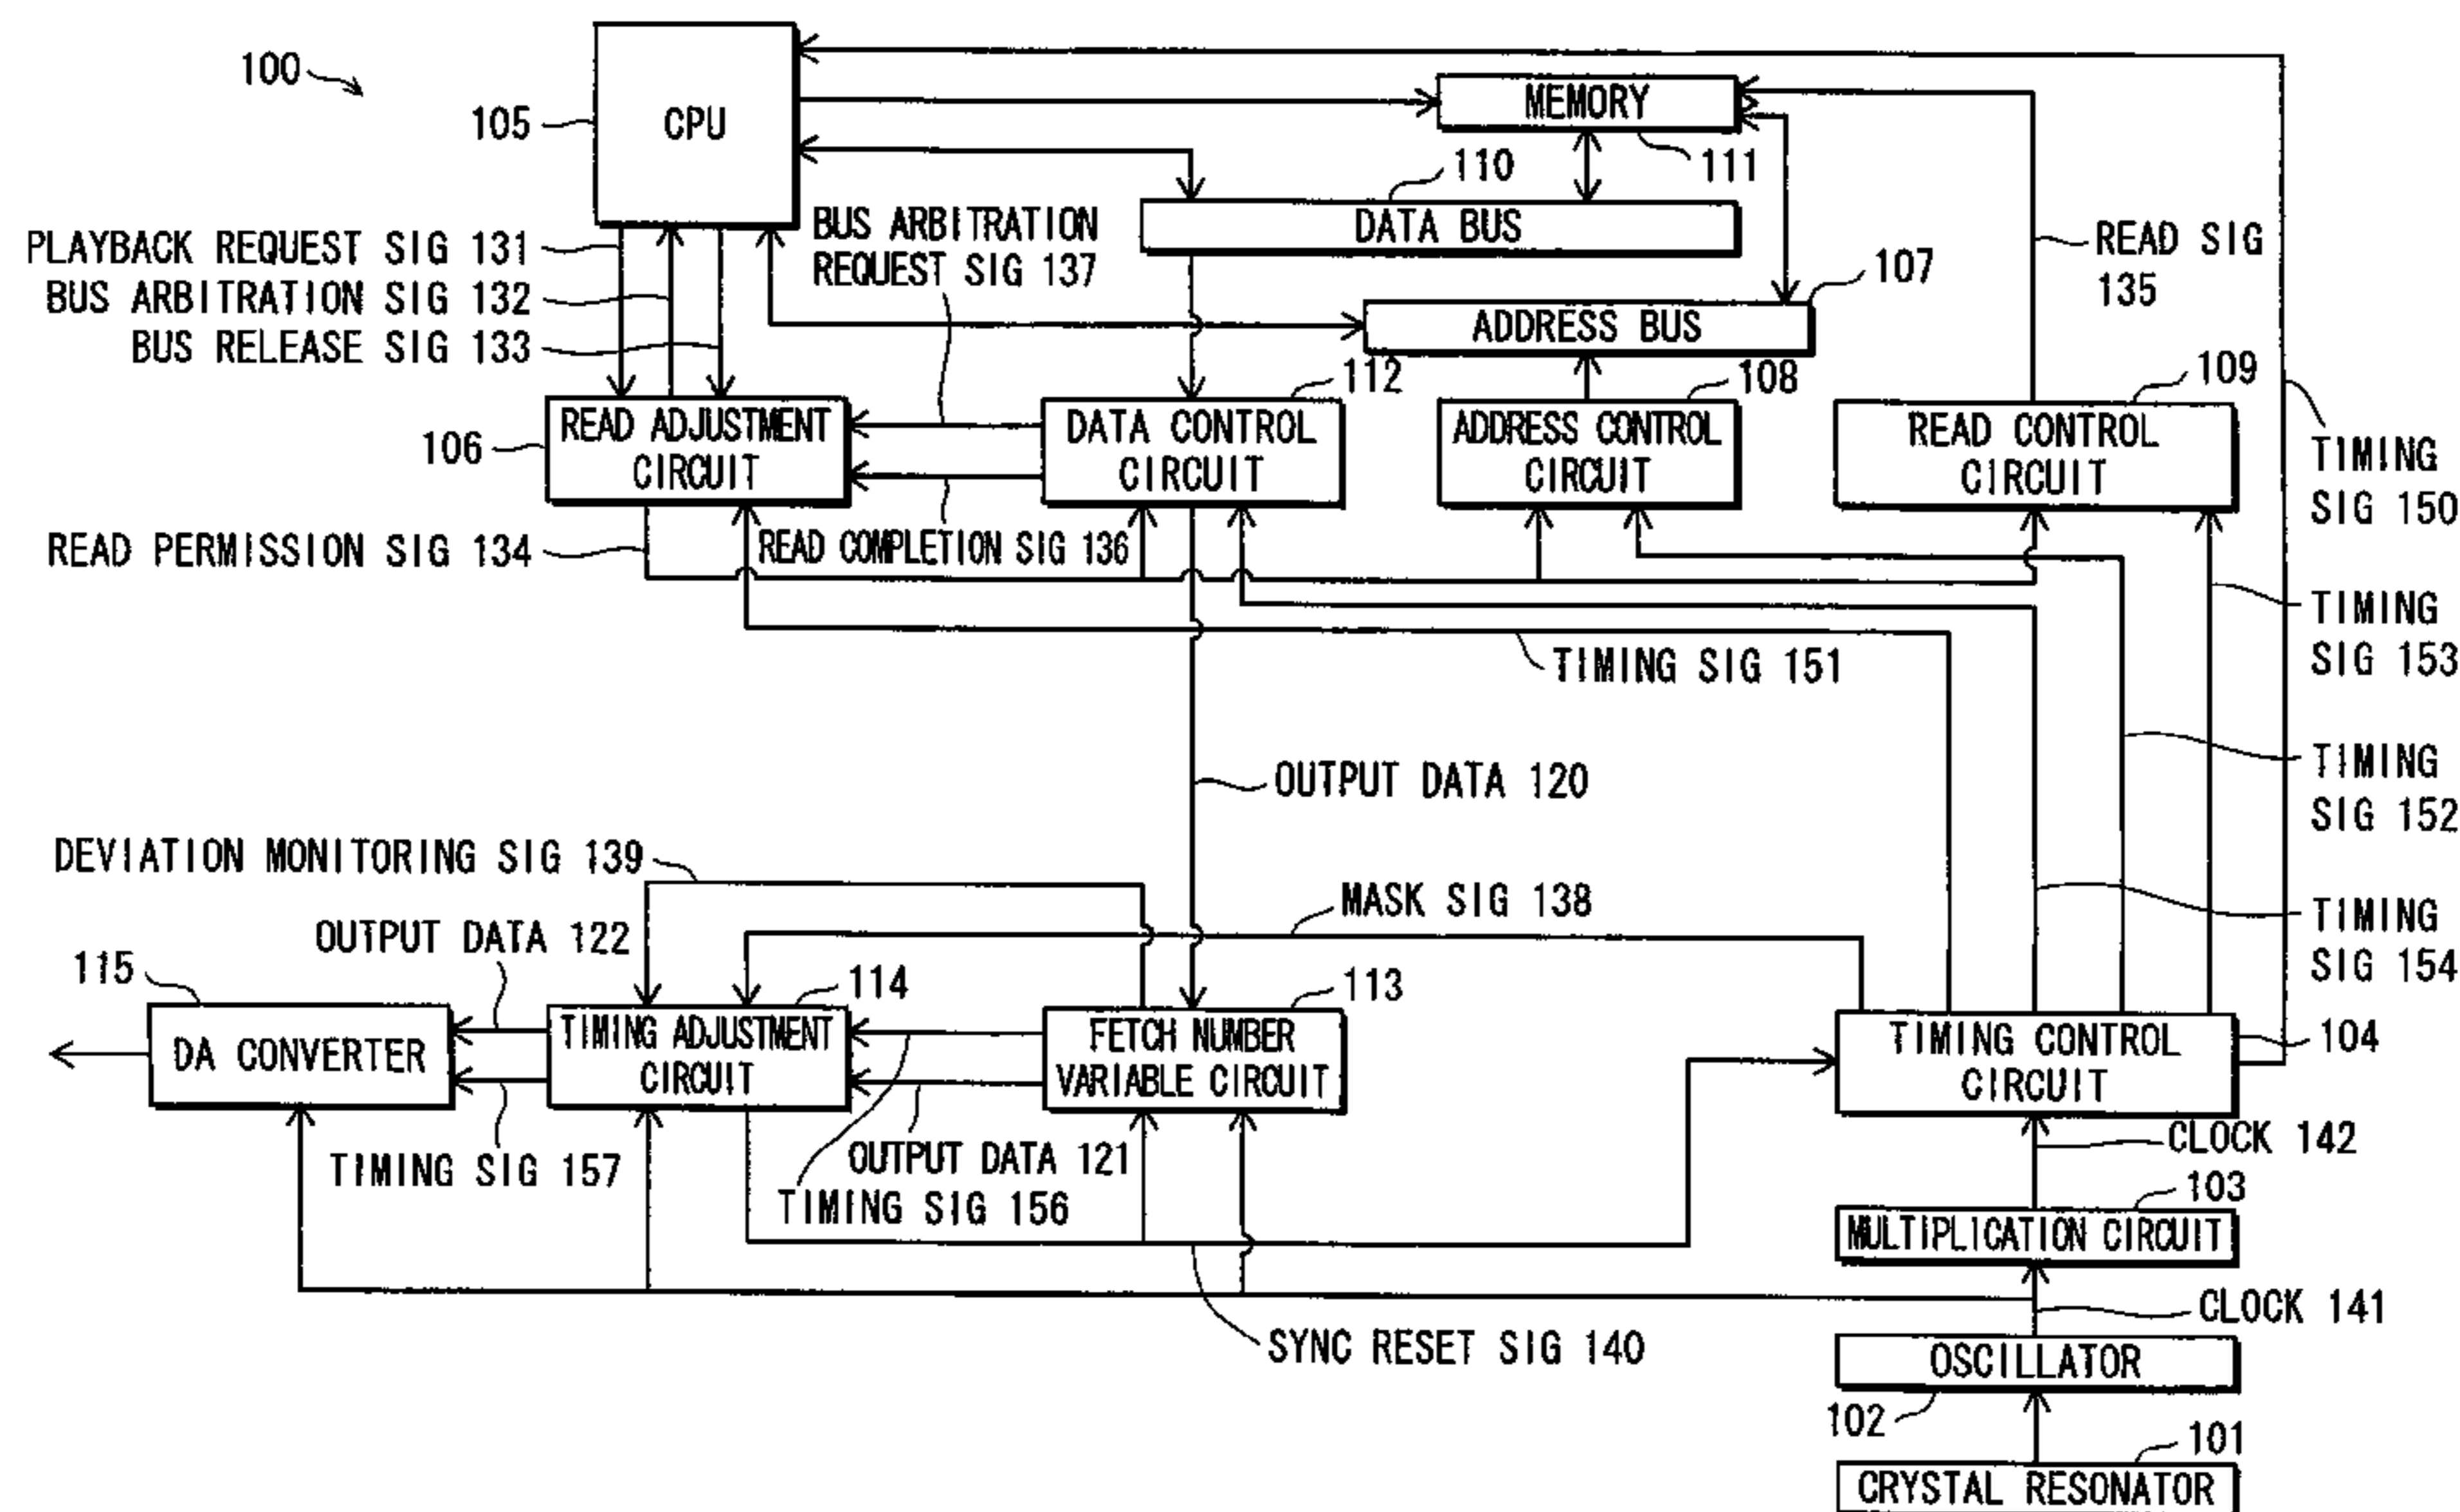 100
105
CPU
MEMORY
111
110
DATA BUS
BUS ARBITRATION
REQUEST SIG 137
PLAYBACK REQUEST SIG 131
BUS ARBITRATION SIG 132
BUS RELEASE SIG 133
READ SIG
135
107
ADDRESS BUS
112
108
109
106
READ ADJUSTMENT
CIRCUIT
DATA CONTROL
CIRCUIT
ADDRESS CONTROL
CIRCUIT
READ CONTROL
CIRCUIT
TIMING
SIG 150
READ PERMISSION SIG 134
READ COMPLETION SIG 136
TIMING
SIG 153
TIMING SIG 151
OUTPUT DATA 120
TIMING
SIG 152
DEVIATION MONITORING SIG 139
MASK SIG 138
OUTPUT DATA 122
TIMING
SIG 154
115
114
113
DA CONVERTER
TIMING ADJUSTMENT
CIRCUIT
FETCH NUMBER
VARIABLE CIRCUIT
TIMING CONTROL
CIRCUIT
104
TIMING SIG 157
OUTPUT DATA 121
TIMING SIG 156
CLOCK 142
103
MULTIPLICATION CIRCUIT
CLOCK 141
SYNC RESET SIG 140
OSCILLATOR
102
101
CRYSTAL RESONATOR